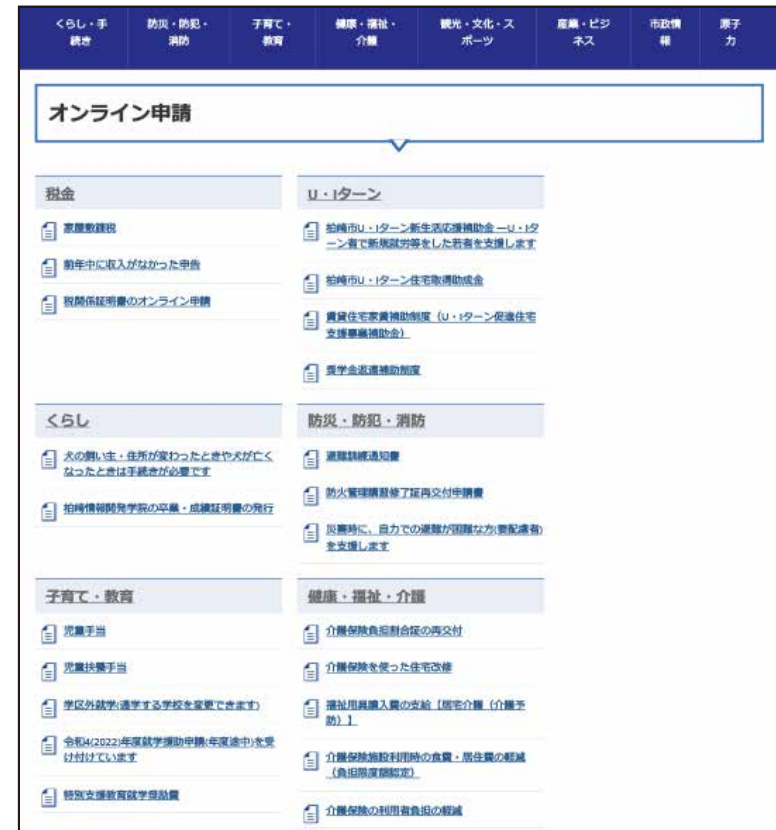 くらし・手
続き
防災・防犯・
消防
子育て・
教育
健康・福祉・
介護
観光・文化・ス
ポーツ
産業・ビジ
ネス
市政情
報
原子
力
オンライン申請
税金
家屋敷課税
前年中に収入がなかった申告
税関係証明書のオンライン申請
U・Iターン
柏崎市U・Iターン新生活応援補助金 ―U・Iタ
ーン者で新規就労等をした若者を支援します
柏崎市U・Iターン住宅取得助成金
賃貸住宅家賃補助制度（U・Iターン促進住宅
支援事業補助金）
奨学金返還補助制度
くらし
犬の飼い主・住所が変わったときや犬が亡く
なったときは手続きが必要です
柏崎情報開発学院の卒業・成績証明書の発行
防災・防犯・消防
避難訓練通知書
防火管理講習修了証再交付申請書
災害時に、自力での避難が困難な方(要配慮者)
を支援します
子育て・教育
児童手当
児童扶養手当
学区外就学(通学する学校を変更できます)
令和4(2022)年度就学援助申請(年度途中)を受
け付けています
特別支援教育就学奨励費
健康・福祉・介護
介護保険負担割合証の再交付
介護保険を使った住宅改修
福祉用具購入費の支給【居宅介護（介護予
防）】
介護保険施設利用時の食費・居住費の軽減
（負担限度額認定）
介護保険の利用者負担の軽減